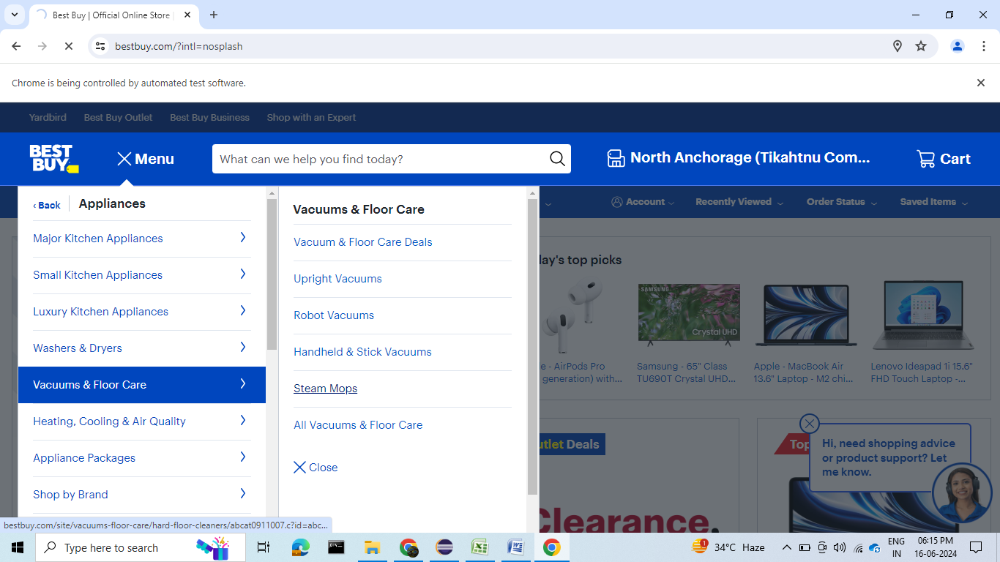 Best Buy | Official Online Store
bestbuy.com/?intl=nosplash
Chrome is being controlled by automated test software.
Yardbird Best Buy Outlet Best Buy Business Shop with an Expert
BEST BUY
Menu
What can we help you find today?
North Anchorage (Tikahtnu Com...
Cart
Account
Recently Viewed
Order Status
Saved Items
‹ Back
Appliances
Major Kitchen Appliances
Small Kitchen Appliances
Luxury Kitchen Appliances
Washers & Dryers
Vacuums & Floor Care
Heating, Cooling & Air Quality
Appliance Packages
Shop by Brand
Vacuums & Floor Care
Vacuum & Floor Care Deals
Upright Vacuums
Robot Vacuums
Handheld & Stick Vacuums
Steam Mops
All Vacuums & Floor Care
Close
lay's top picks
SAMSUNG
Crystal UHD
e - AirPods Pro
generation) with...
Samsung - 65" Class
TU690T Crystal UHD...
Apple - MacBook Air
13.6" Laptop - M2 chi...
Lenovo Ideapad 1i 15.6"
FHD Touch Laptop -...
utlet Deals
Clearance.
Top
Hi, need shopping advice
or product support? Let
me know.
bestbuy.com/site/vacuums-floor-care/hard-floor-cleaners/abcat0911007.c?id=abc...
Type here to search
1
34°C Haze
ENG
IN
06:15 PM
16-06-2024